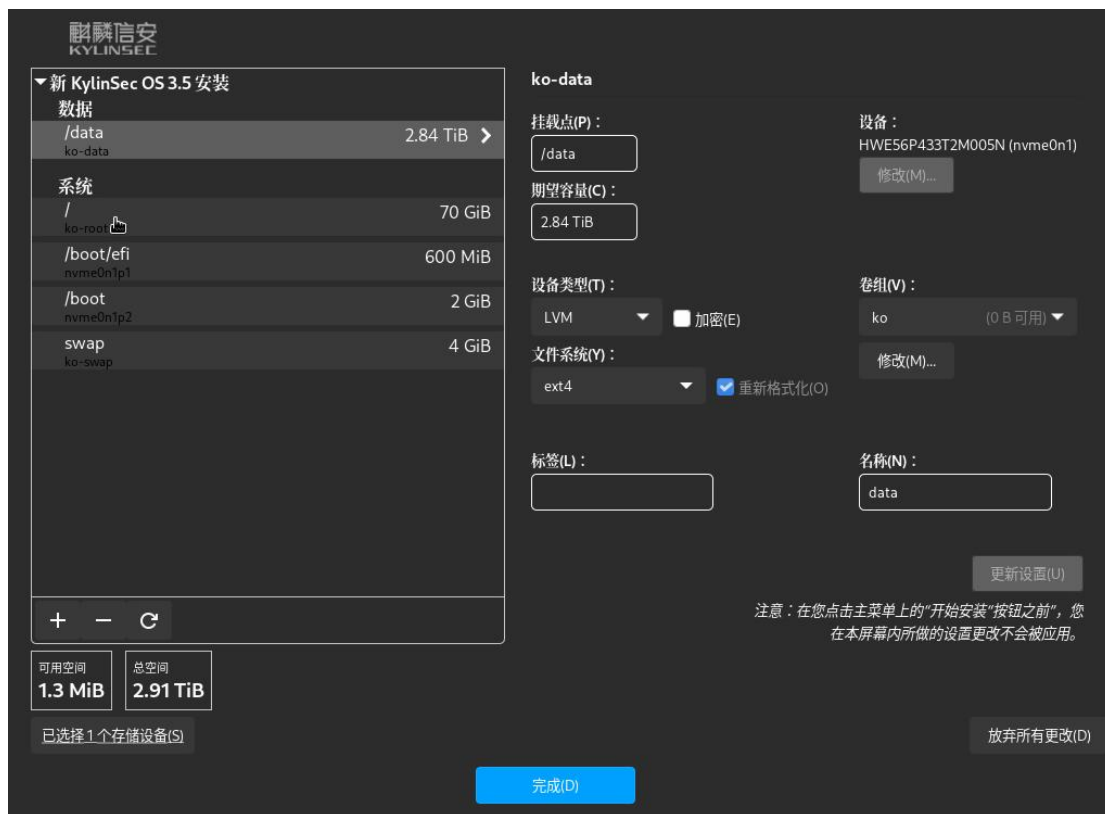 麒麟信安
KYLINSEC
新 KylinSec OS 3.5 安装
数据
/data
2.84 TiB
ko-data
系统
/
70 GiB
ko-root
/boot/efi
600 MiB
nvme0n1p1
/boot
2 GiB
nvme0n1p2
swap
4 GiB
ko-swap
可用空间
1.3 MiB
总空间
2.91 TiB
已选择 1 个存储设备(S)
ko-data
挂载点(P)：
/data
期望容量(C)：
2.84 TiB
设备：
HWE56P433T2M005N (nvme0n1)
修改(M)...
设备类型(T)：
LVM
加密(E)
文件系统(Y)：
ext4
重新格式化(O)
卷组(V)：
ko
(0 B 可用)
修改(M)...
标签(L)：
名称(N)：
data
更新设置(U)
注意：在您点击主菜单上的“开始安装“按钮之前”，您
在本屏幕内所做的设置更改不会被应用。
放弃所有更改(D)
完成(D)